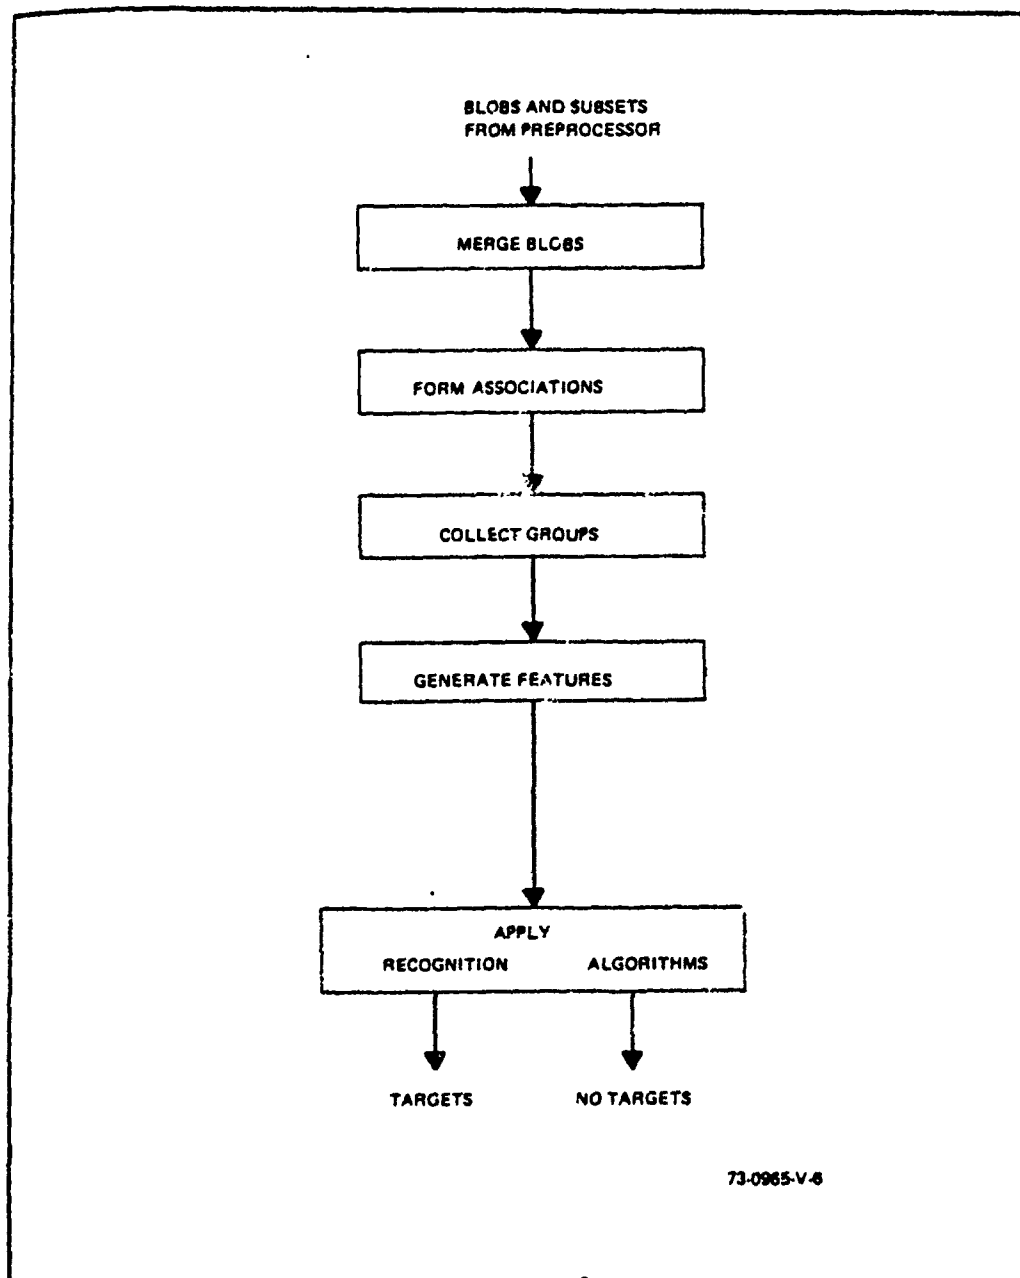 BLOBS AND SUBSETS
FROM PREPROCESSOR
MERGE BLOBS
FORM ASSOCIATIONS
COLLECT GROUPS
GENERATE FEATURES
APPLY
RECOGNITION ALGORITHMS
TARGETS NO TARGETS
73-0965-V-6